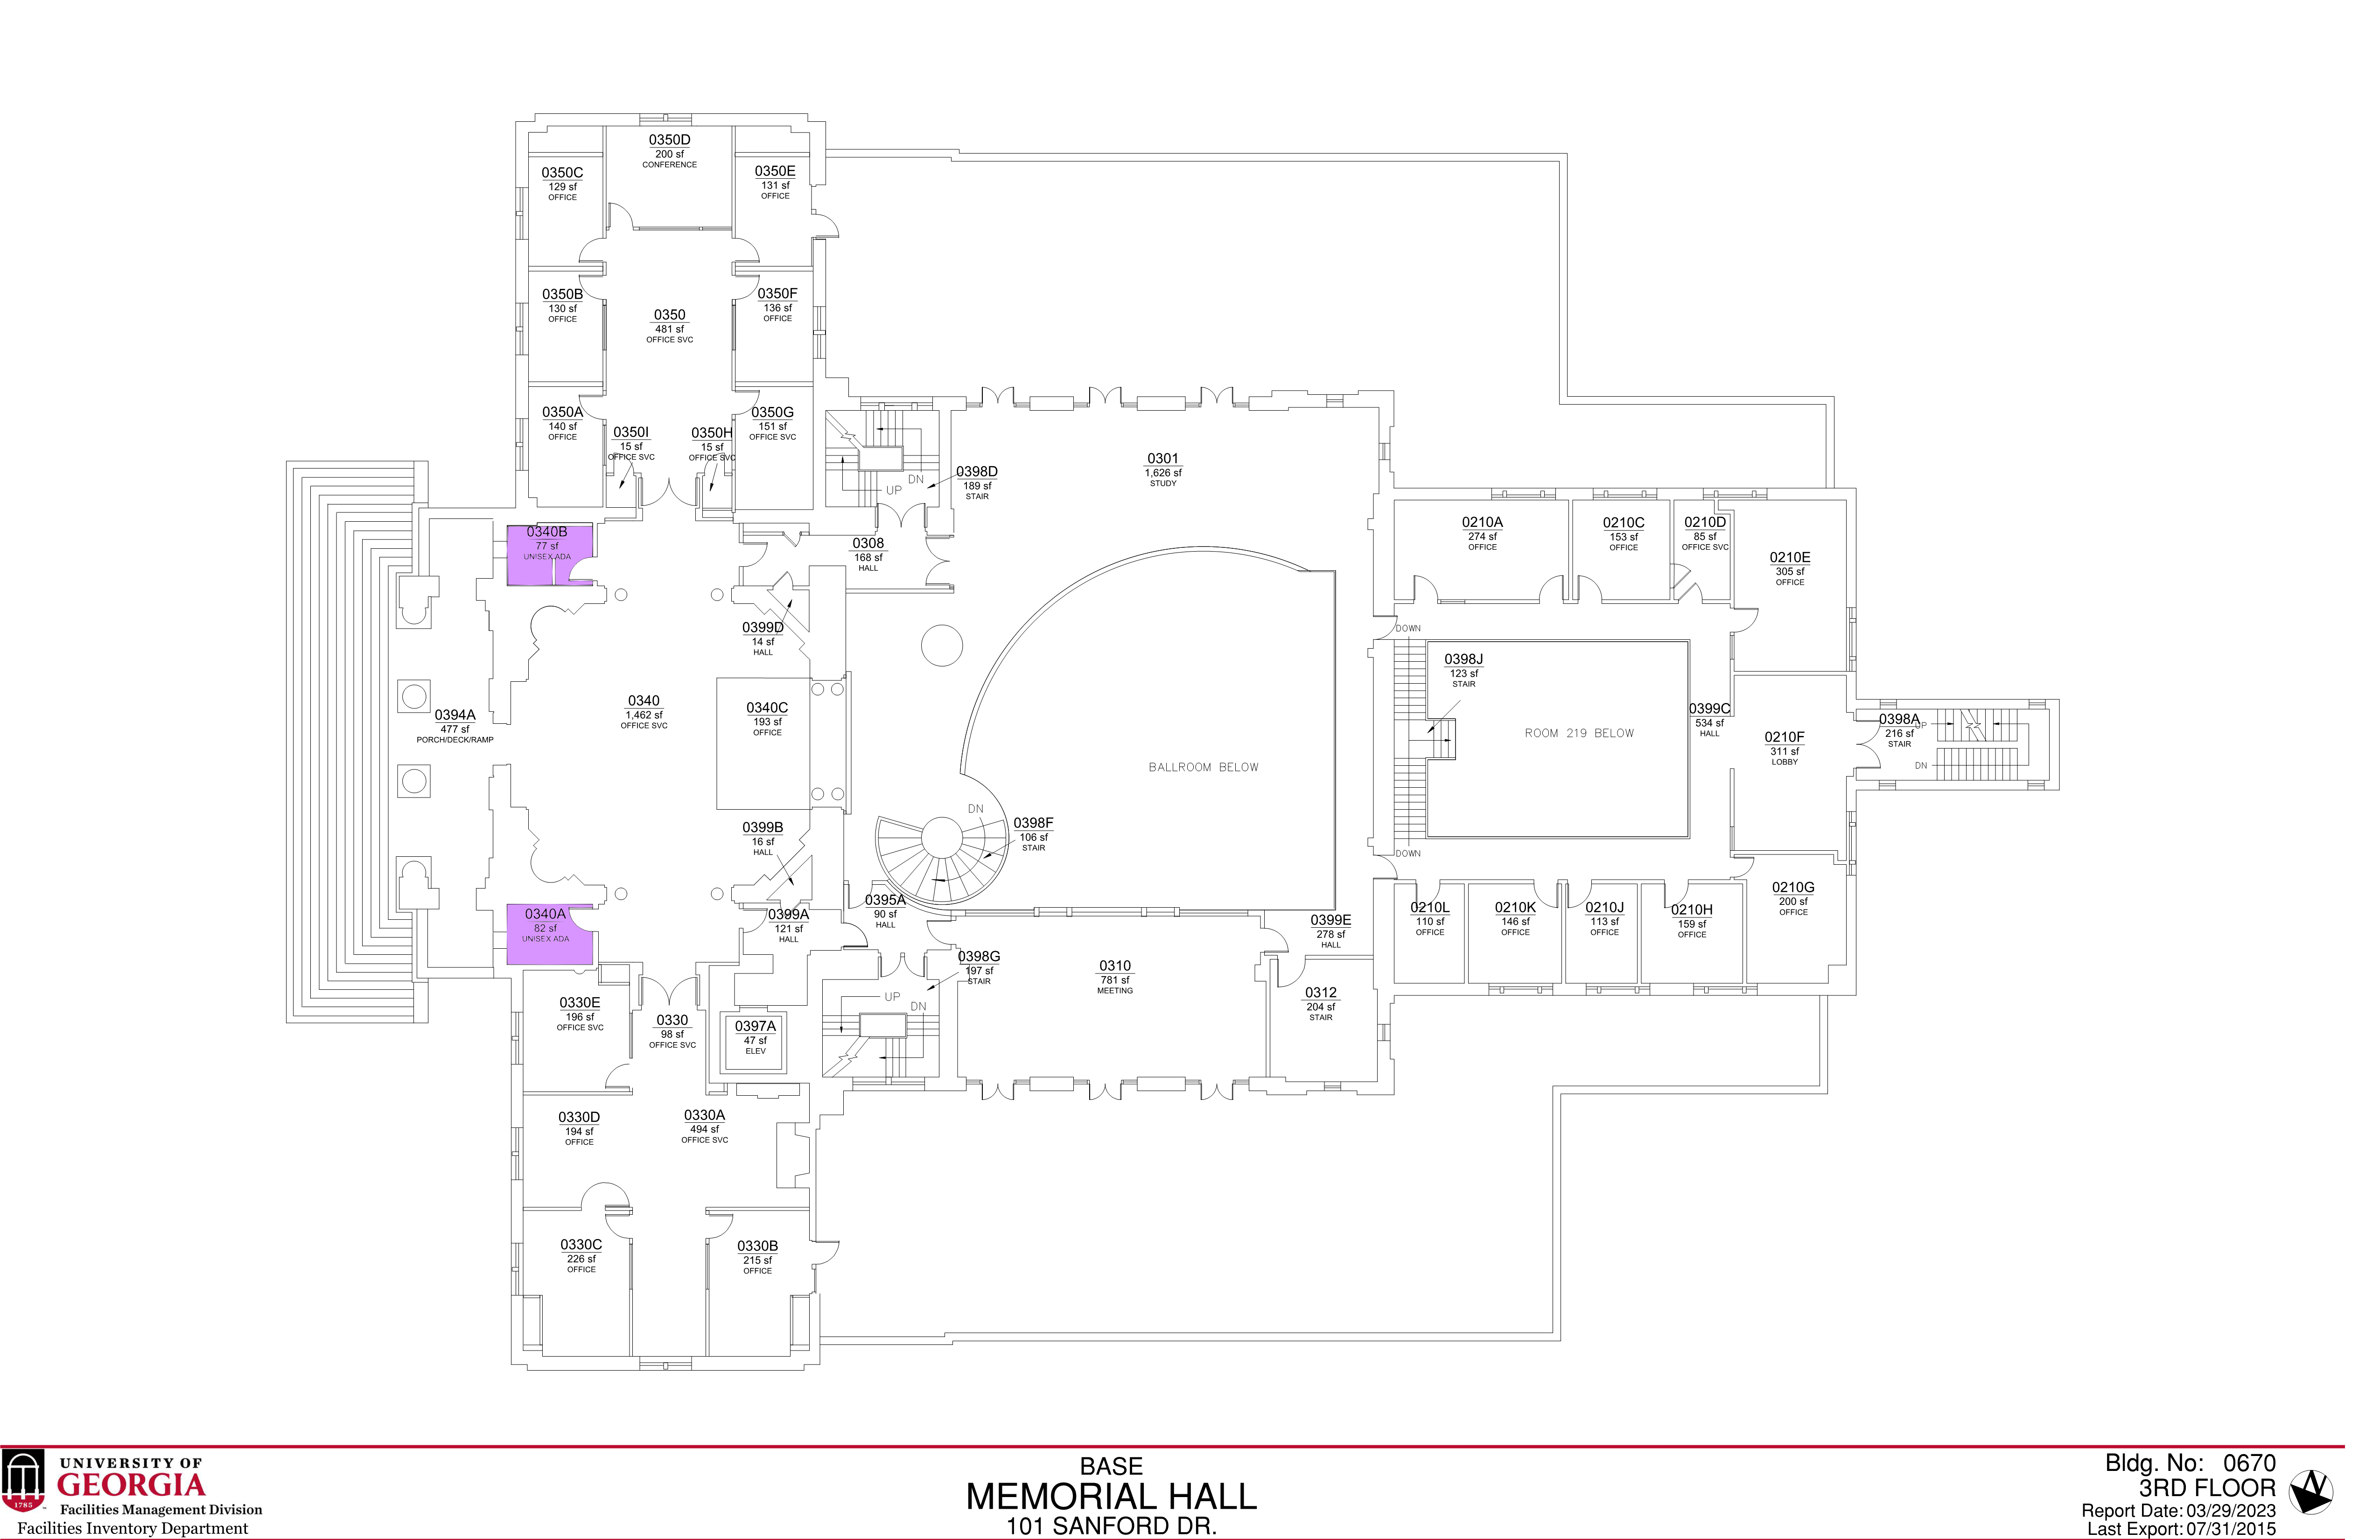 0350D
200 sf
CONFERENCE
0350C
129 sf
OFFICE
0350E
131 sf
OFFICE
0350B
130 sf
OFFICE
0350
481 sf
OFFICE SVC
0350F
136 sf
OFFICE
0350A
140 sf
OFFICE
0350I
15 sf
OFFICE SVC
0350H
15 sf
OFFICE SVC
0350G
151 sf
OFFICE SVC
DN
UP
0398D
189 sf
STAIR
0301
1,626 sf
STUDY
0340B
77 sf
UNISEX ADA
0308
168 sf
HALL
0210A
274 sf
OFFICE
0210C
153 sf
OFFICE
0210D
85 sf
OFFICE SVC
0210E
305 sf
OFFICE
0399D
14 sf
HALL
DOWN
0398J
123 sf
STAIR
0394A
477 sf
PORCH/DECK/RAMP
0340
1,462 sf
OFFICE SVC
0340C
193 sf
OFFICE
BALLROOM BELOW
ROOM 219 BELOW
0399C
534 sf
HALL
0210F
311 sf
LOBBY
0398A
216 sf
STAIR
UP
DN
0399B
16 sf
HALL
DN
0398F
106 sf
STAIR
DOWN
0340A
82 sf
UNISEX ADA
0399A
121 sf
HALL
0395A
90 sf
HALL
0399E
278 sf
HALL
0210L
110 sf
OFFICE
0210K
146 sf
OFFICE
0210J
113 sf
OFFICE
0210H
159 sf
OFFICE
0210G
200 sf
OFFICE
0398G
197 sf
STAIR
UP
DN
0310
781 sf
MEETING
0312
204 sf
STAIR
0330E
196 sf
OFFICE SVC
0330
98 sf
OFFICE SVC
0397A
47 sf
ELEV
0330D
194 sf
OFFICE
0330A
494 sf
OFFICE SVC
0330C
226 sf
OFFICE
0330B
215 sf
OFFICE
1785
UNIVERSITY OF
GEORGIA
Facilities Management Division
Facilities Inventory Department
BASE
MEMORIAL HALL
101 SANFORD DR.
Bldg. No: 0670
3RD FLOOR
Report Date: 03/29/2023
Last Export: 07/31/2015
N